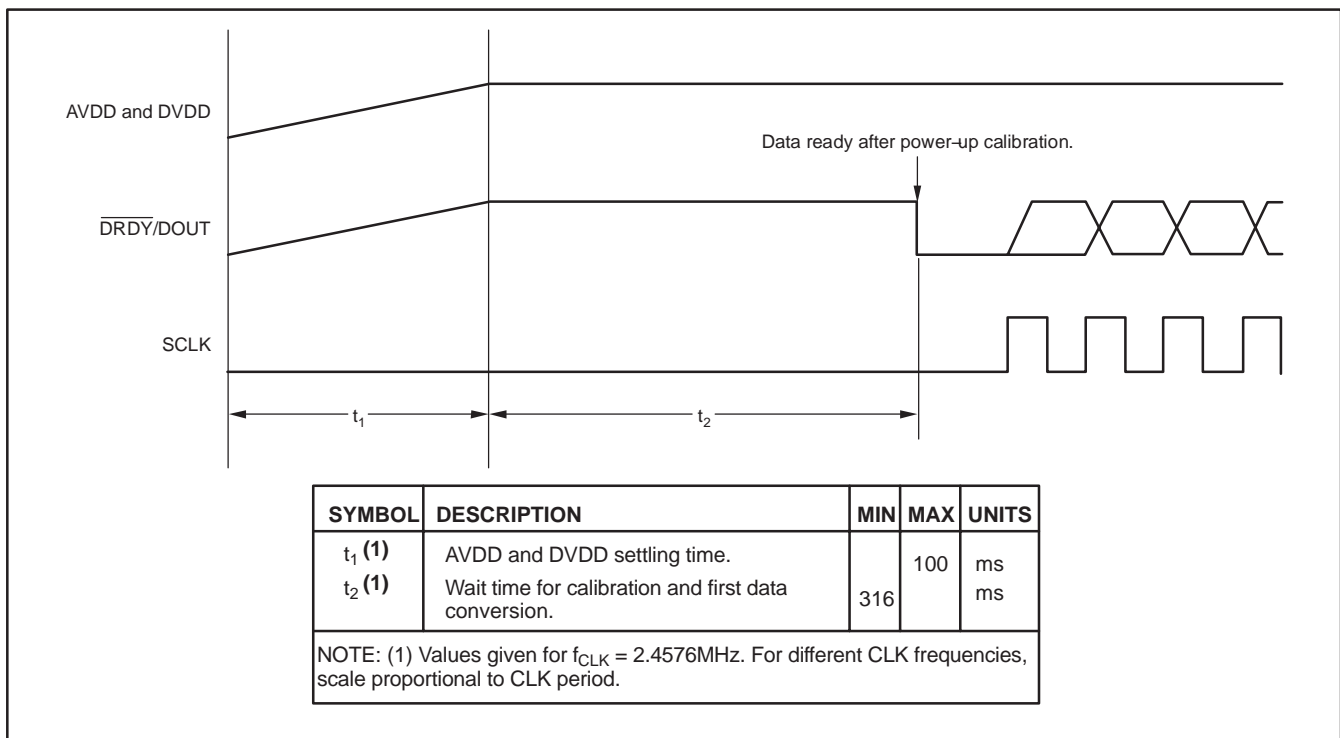 AVDD and DVDD
Data ready after power-up calibration.
DRDY/DOUT
SCLK
t1
t2
SYMBOL DESCRIPTION MIN MAX UNITS
t1 (1) AVDD and DVDD settling time. 100 ms
t2 (1) Wait time for calibration and first data 316 ms
conversion.
NOTE: (1) Values given for fCLK = 2.4576MHz. For different CLK frequencies,
scale proportional to CLK period.